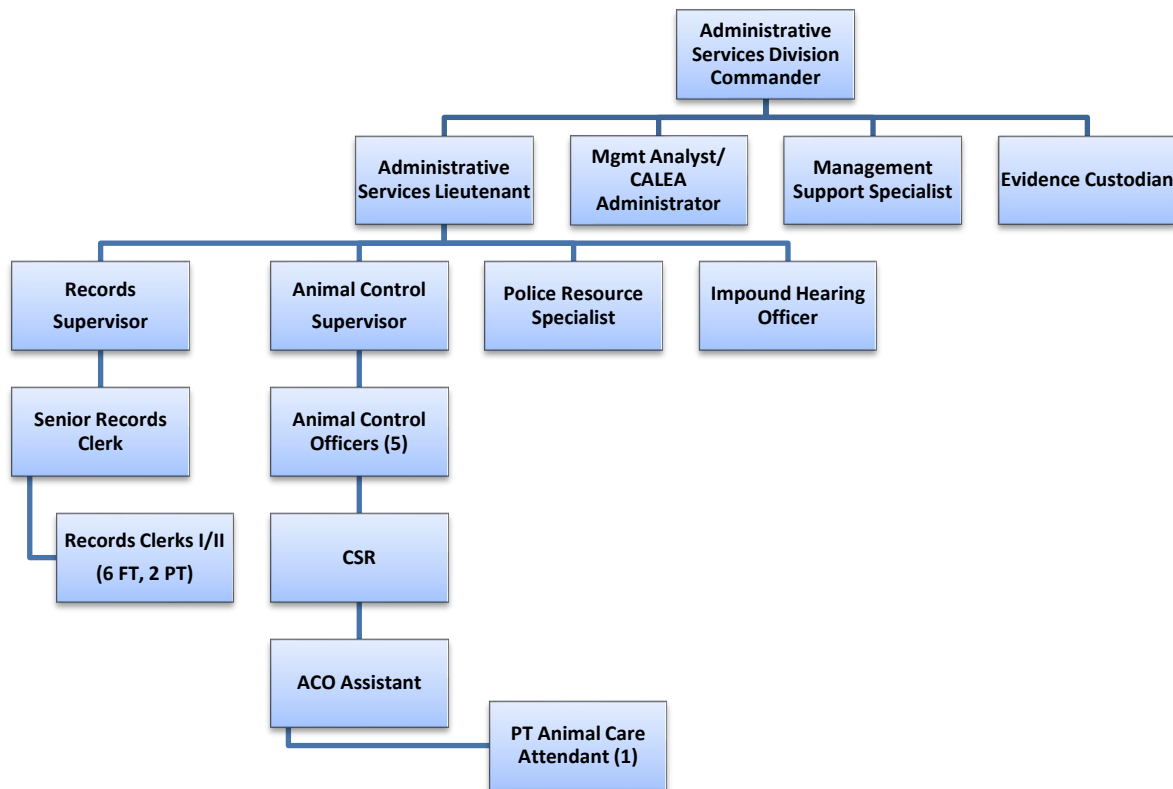 Administrative
Services Division
Commander
Administrative
Services Lieutenant
Mgmt Analyst/
CALEA
Administrator
Management
Support Specialist
Evidence Custodian
Records
Supervisor
Animal Control
Supervisor
Police Resource
Specialist
Impound Hearing
Officer
Senior Records
Clerk
Animal Control
Officers (5)
Records Clerks I/II
(6 FT, 2 PT)
CSR
ACO Assistant
PT Animal Care
Attendant (1)